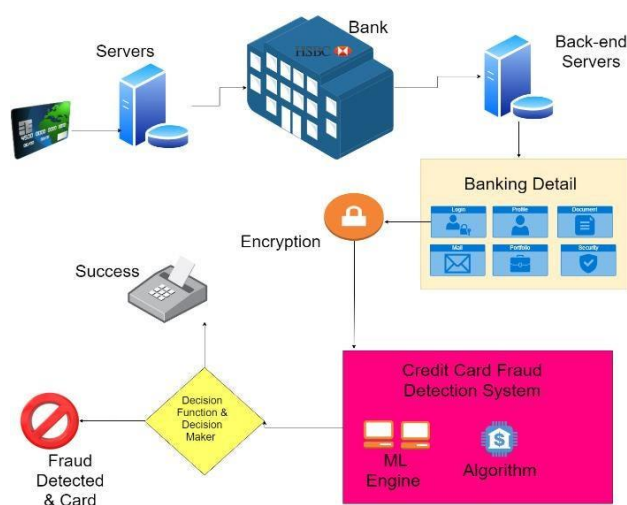 Servers
Bank
HSBC
Back-end
Servers
Banking Detail
Login
Profile
Document
Mail
Portfolio
Security
Encryption
Success
Credit Card Fraud
Detection System
Decision
Function &
Decision
Maker
ML
Engine
Algorithm
Fraud
Detected
& Card